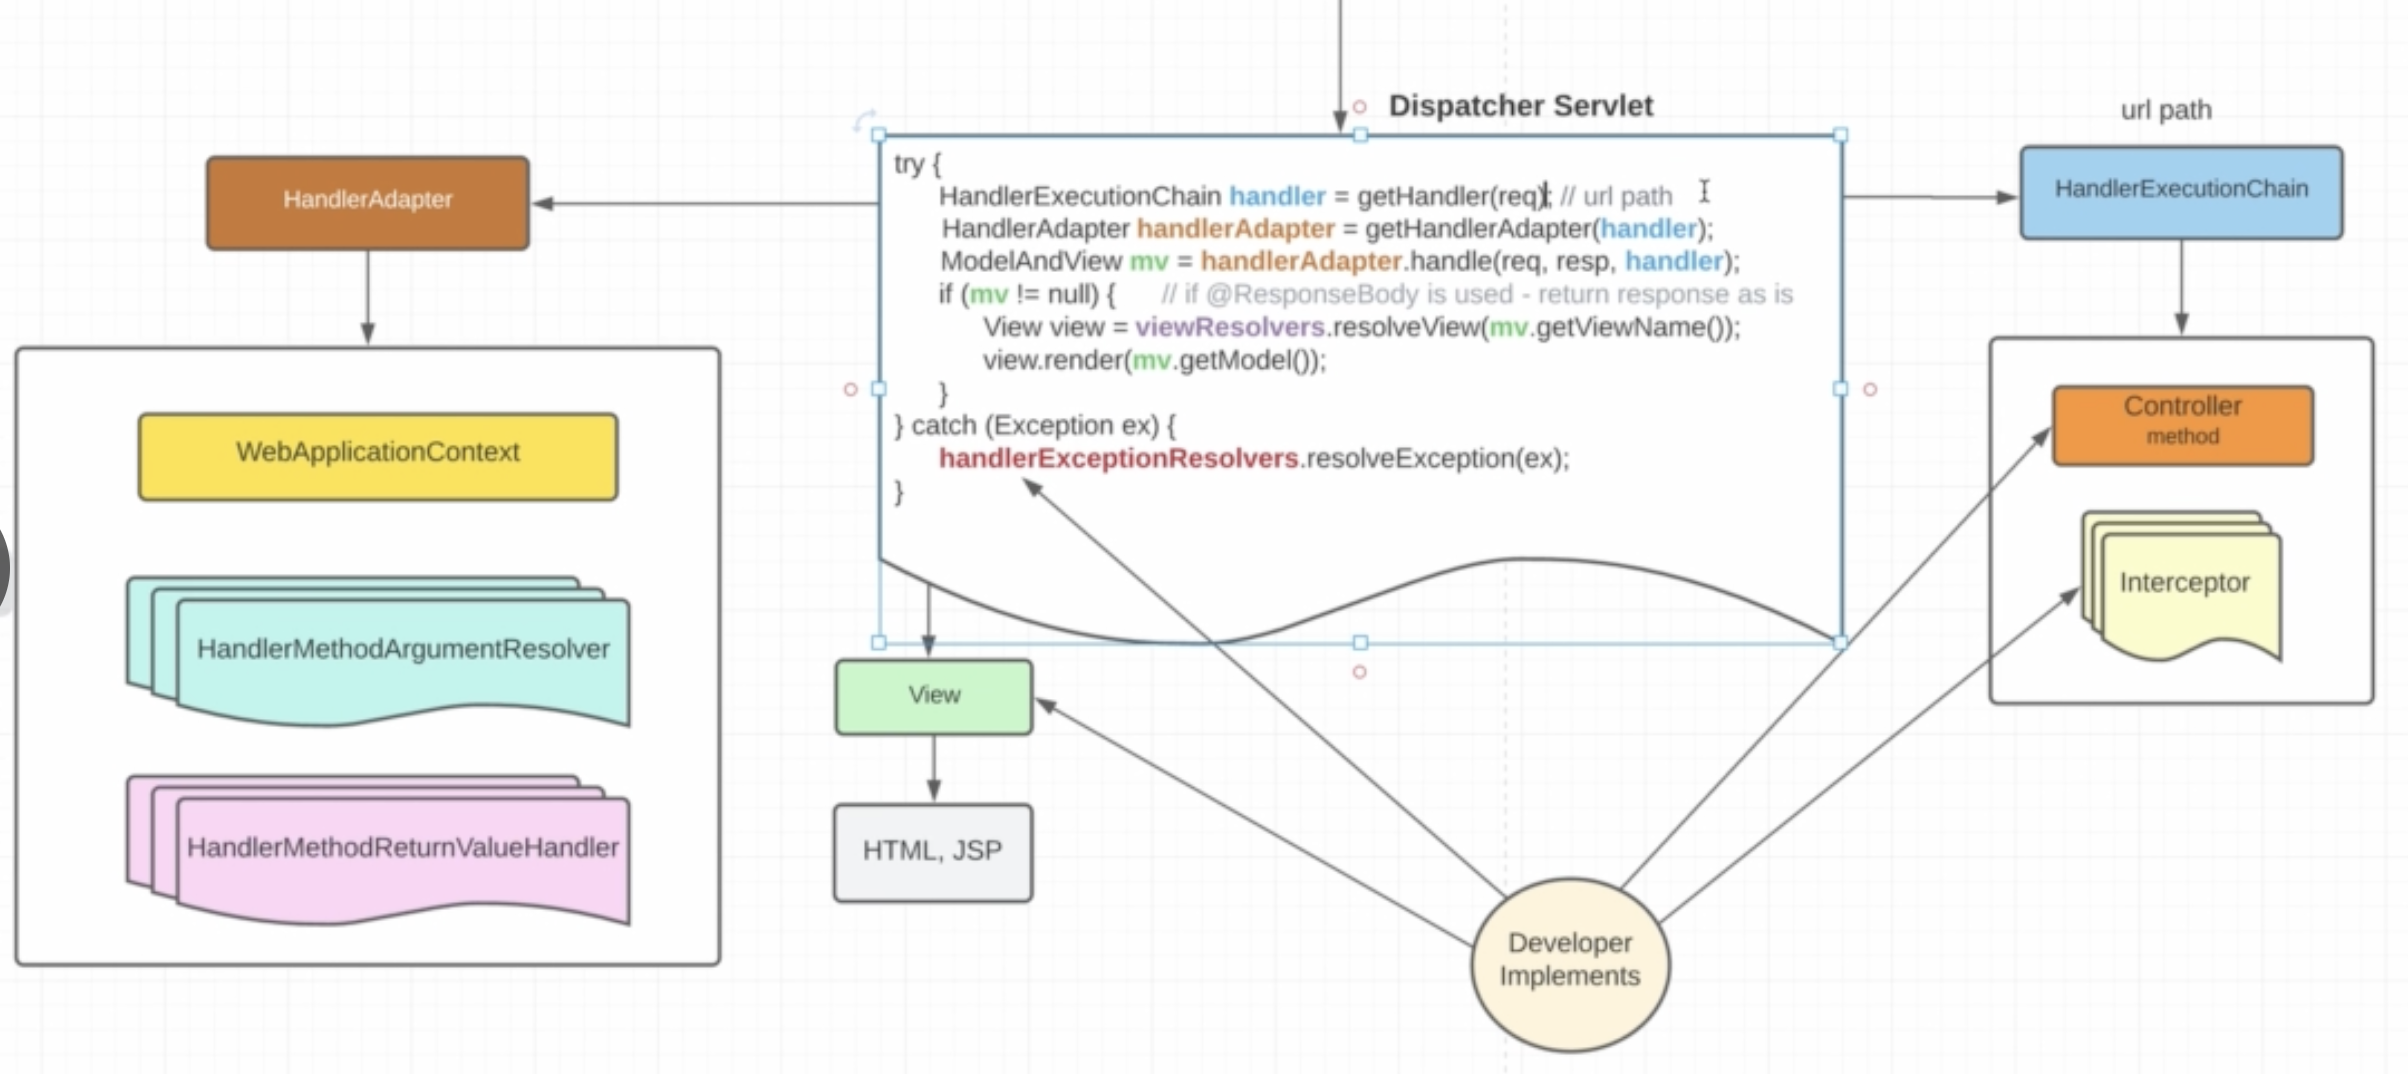 Dispatcher Servlet
url path
HandlerAdapter
try {
HandlerExecutionChain handler = getHandler(req); // url path
HandlerAdapter handlerAdapter = getHandlerAdapter(handler);
ModelAndView mv = handlerAdapter.handle(req, resp, handler);
if (mv != null) { // if @ResponseBody is used - return response as is
View view = viewResolvers.resolveView(mv.getViewName());
view.render(mv.getModel());
}
} catch (Exception ex) {
handlerExceptionResolvers.resolveException(ex);
}
HandlerExecutionChain
WebApplicationContext
HandlerMethodArgumentResolver
HandlerMethodReturnValueHandler
Controller
method
Interceptor
View
HTML, JSP
Developer
Implements